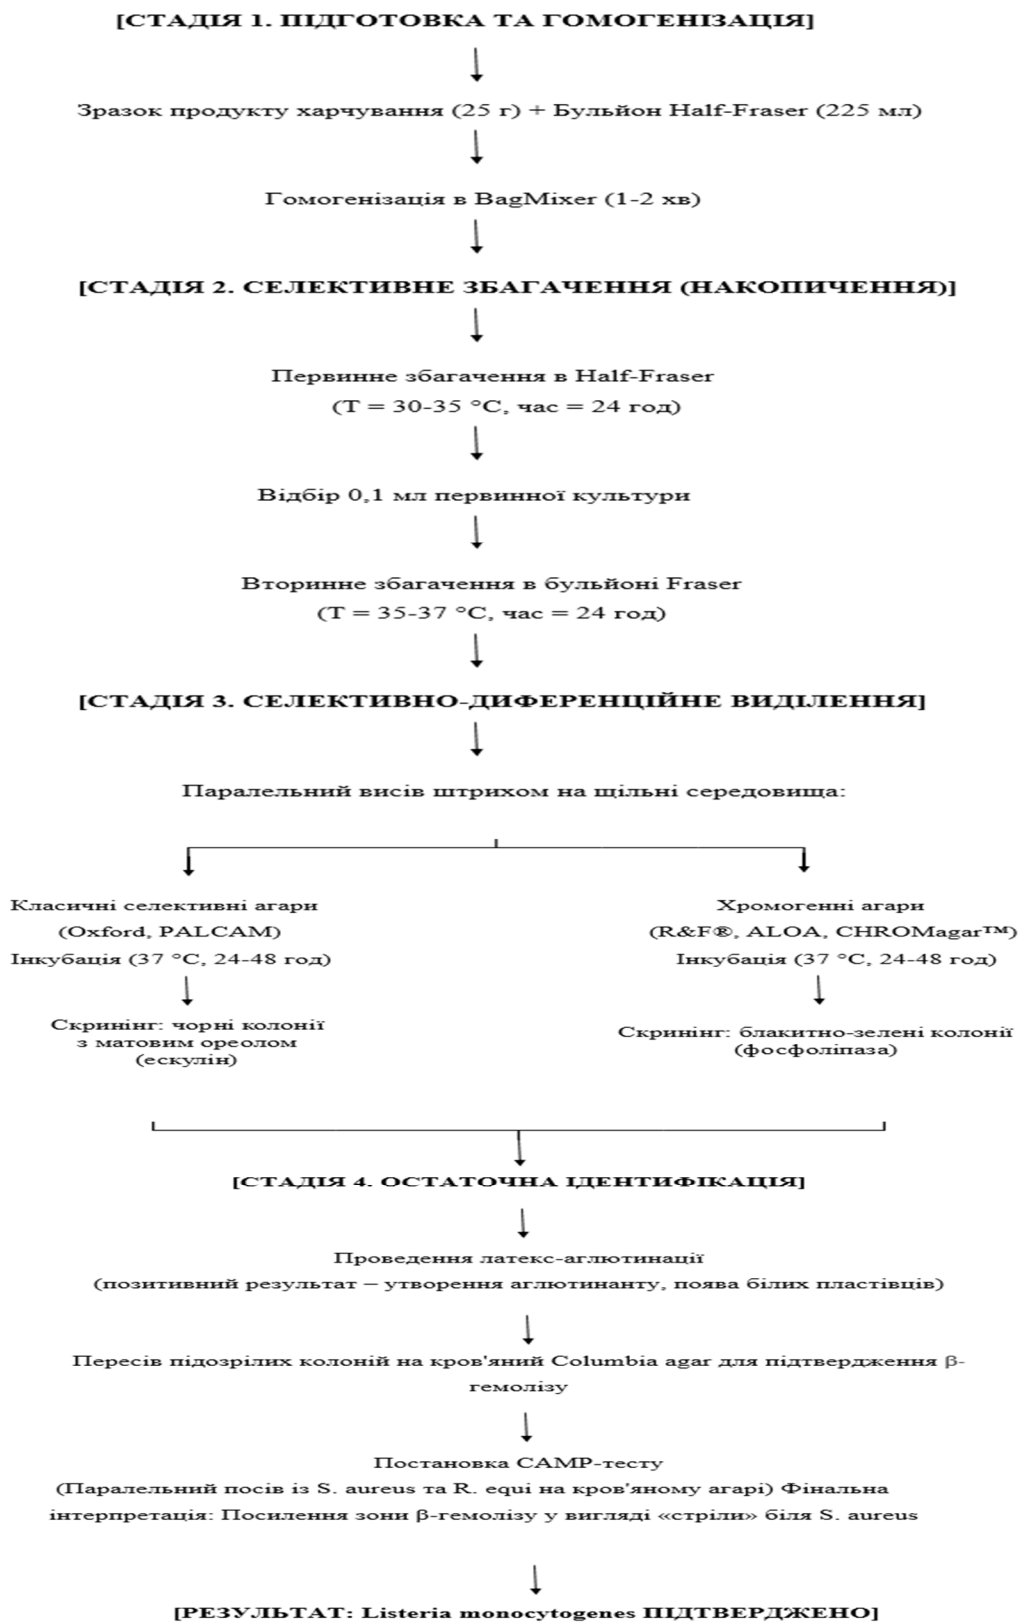 [СТАДІЯ 1. ПІДГОТОВКА ТА ГОМОГЕНІЗАЦІЯ]
Зразок продукту харчування (25 г) + Бульйон Half-Fraser (225 мл)
Гомогенізація в BagMixer (1-2 хв)
[СТАДІЯ 2. СЕЛЕКТИВНЕ ЗБАГАЧЕННЯ (НАКОПИЧЕННЯ)]
Первинне збагачення в Half-Fraser
(T = 30-35 °C, час = 24 год)
Відбір 0,1 мл первинної культури
Вторинне збагачення в бульйоні Fraser
(T = 35-37 °C, час = 24 год)
[СТАДІЯ 3. СЕЛЕКТИВНО-ДИФЕРЕНЦІЙНЕ ВИДІЛЕННЯ]
Паралельний висів штрихом на щільні середовища:
Класичні селективні агари
(Oxford, PALCAM)
Інкубація (37 °C, 24-48 год)
Скринінг: чорні колонії
з матовим ореолом
(ескулін)
Хромогенні агари
(R&F®, ALOA, CHROMagar™)
Інкубація (37 °C, 24-48 год)
Скринінг: блакитно-зелені колонії
(фосфоліпаза)
[СТАДІЯ 4. ОСТАТОЧНА ІДЕНТИФІКАЦІЯ]
Проведення латекс-аглютинації
(позитивний результат – утворення аглютинанту, поява білих пластівців)
Пересів підозрілих колоній на кров'яний Columbia agar для підтвердження β-
гемолізу
Постановка CAMP-тесту
(Паралельний посів із S. aureus та R. equi на кров'яному агарі) Фінальна
інтерпретація: Посилення зони β-гемолізу у вигляді «стріли» біля S. aureus
[РЕЗУЛЬТАТ: Listeria monocytogenes ПІДТВЕРДЖЕНО]